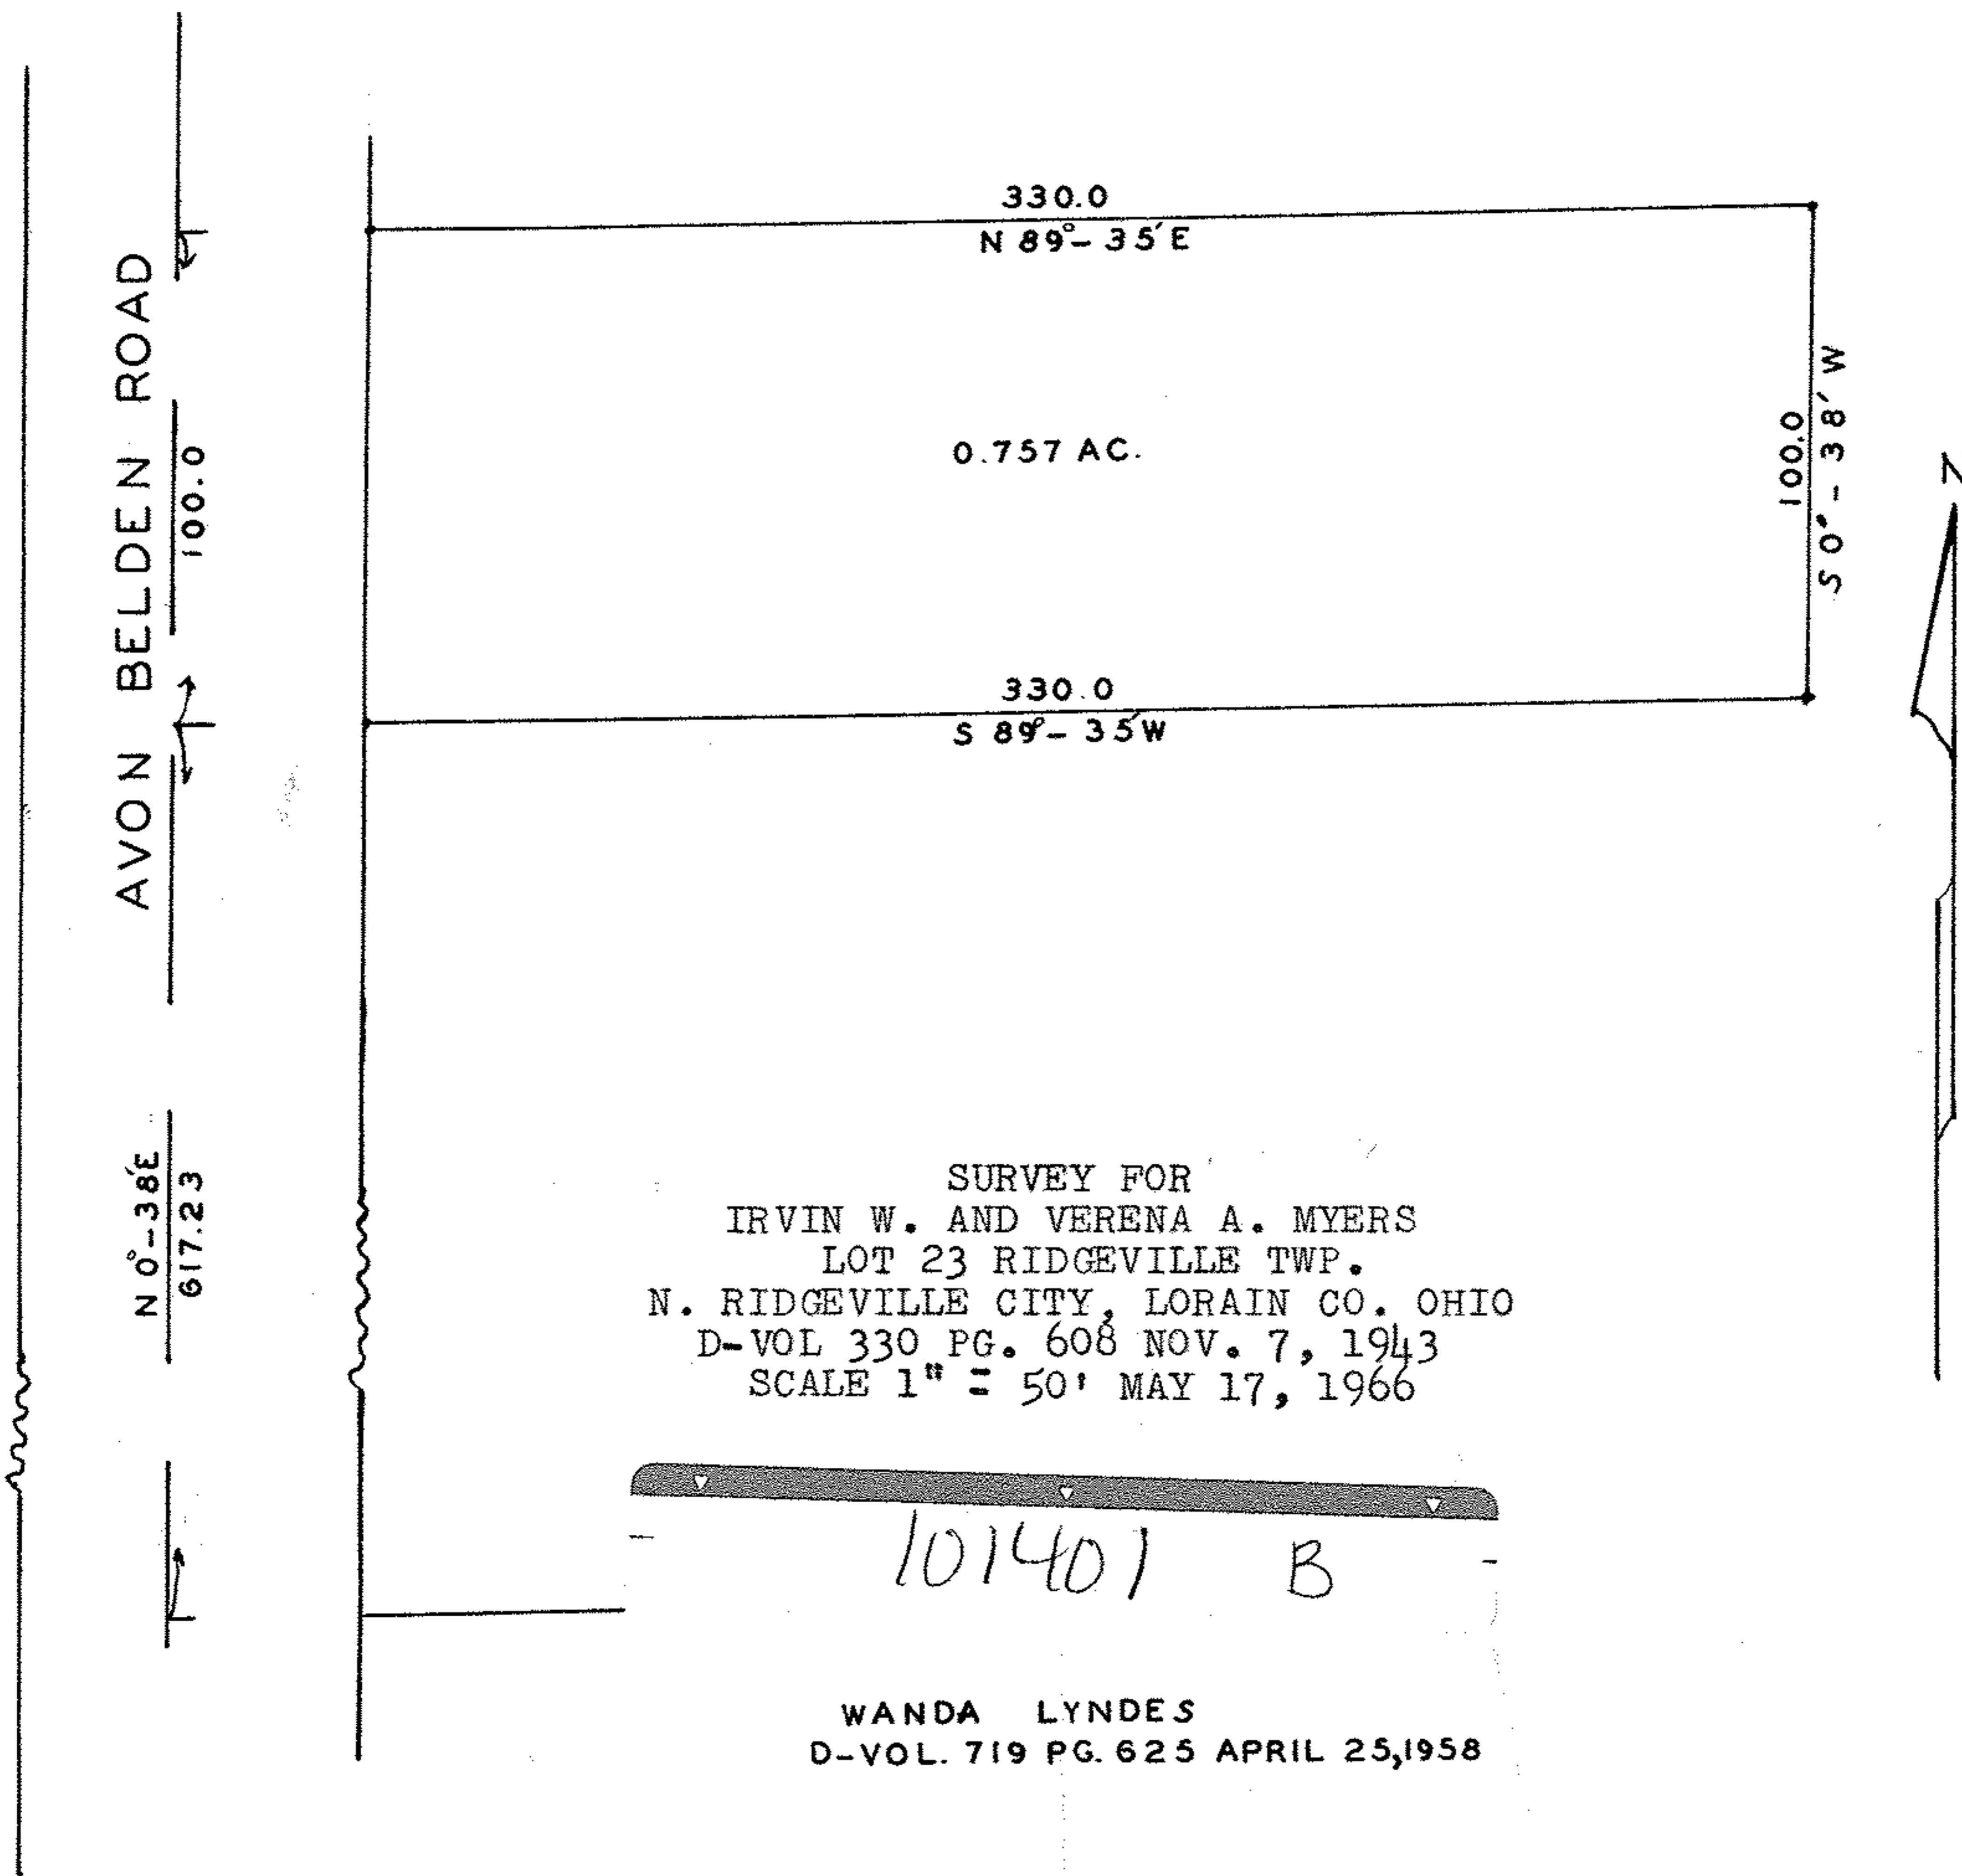 330.0
N 89°-35'E
AVON BELDEN ROAD
100.0
0.757 AC.
100.0
S 0°-38' W
N
330.0
S 89°-35'W
N 0°-38'E
617.23
SURVEY FOR
IRVIN W. AND VERENA A. MYERS
LOT 23 RIDGEVILLE TWP.
N. RIDGEVILLE CITY, LORAIN CO. OHIO
D-VOL 330 PG. 608 NOV. 7, 1943
SCALE 1" = 50' MAY 17, 1966
101401 B
WANDA LYNDES
D-VOL. 719 PG. 625 APRIL 25,1958